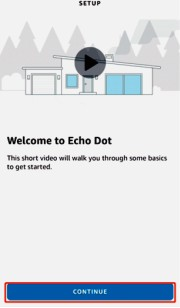 SETUP
Welcome to Echo Dot
This short video will walk you through some basics
to get started.
CONTINUE